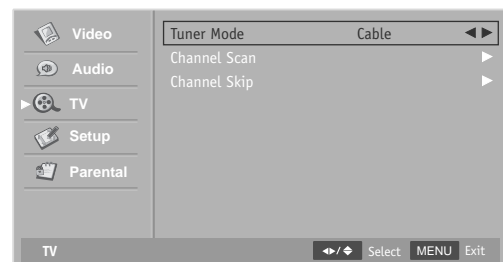 Video
Audio
TV
Setup
Parental
Tuner Mode Cable
Channel Scan
Channel Skip
TV Select MENU Exit